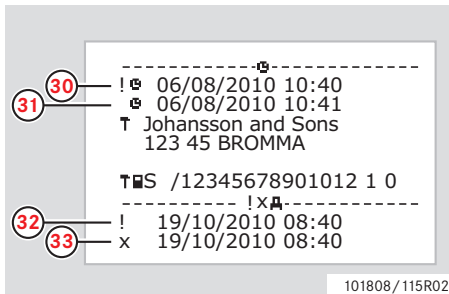 30 ! 06/08/2010 10:40
31 06/08/2010 10:41
T Johansson and Sons
123 45 BROMMA
T S /12345678901012 1 0
----------!x------------
32 ! 19/10/2010 08:40
33 x 19/10/2010 08:40
101808/115R02